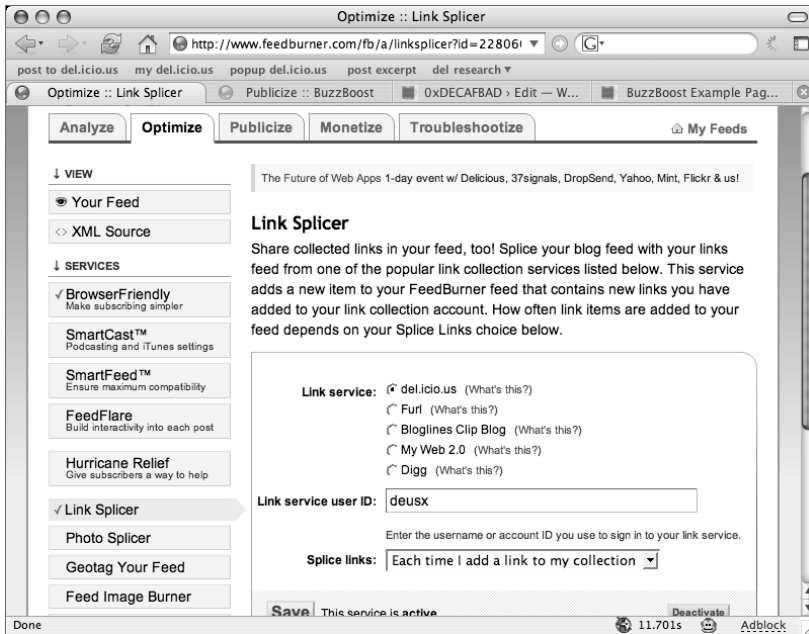 Optimize :: Link Splicer
http://www.feedburner.com/fb/a/linksplicer?id=22806
G
post to del.icio.us my del.icio.us popup del.icio.us post excerpt del research
Optimize :: Link Splicer Publicize :: BuzzBoost 0xDECAFBAD › Edit — W... BuzzBoost Example Pag...
Analyze Optimize Publicize Monetize Troubleshootize My Feeds
↓ VIEW
Your Feed
<> XML Source
↓ SERVICES
✓BrowserFriendly
Make subscribing simpler
SmartCast™
Podcasting and iTunes settings
SmartFeed™
Ensure maximum compatibility
FeedFlare
Build interactivity into each post
Hurricane Relief
Give subscribers a way to help
✓Link Splicer
Photo Splicer
Geotag Your Feed
Feed Image Burner
The Future of Web Apps 1-day event w/ Delicious, 37signals, DropSend, Yahoo, Mint, Flickr & us!
Link Splicer
Share collected links in your feed, too! Splice your blog feed with your links
feed from one of the popular link collection services listed below. This service
adds a new item to your FeedBurner feed that contains new links you have
added to your link collection account. How often link items are added to your
feed depends on your Splice Links choice below.
Link service: del.icio.us (What's this?)
Furl (What's this?)
Bloglines Clip Blog (What's this?)
My Web 2.0 (What's this?)
Digg (What's this?)
Link service user ID: deusx
Enter the username or account ID you use to sign in to your link service.
Splice links: Each time I add a link to my collection
Save This service is active Deactivate
Done 11.701s Adblock